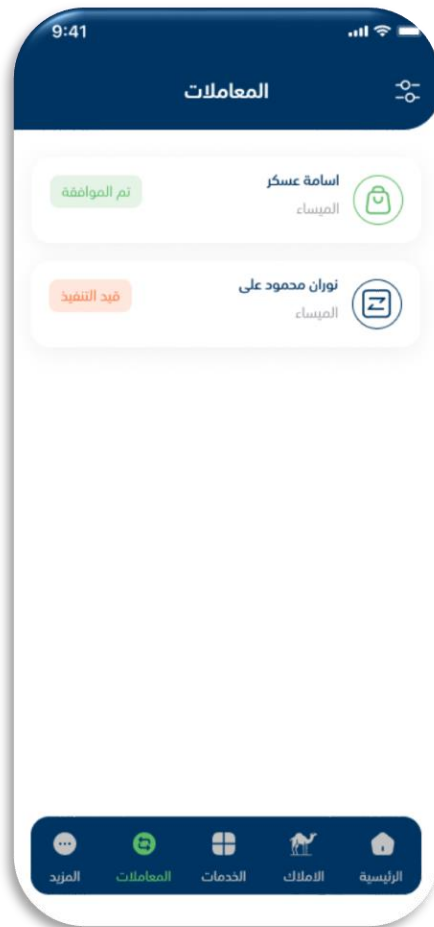 9:41
المعاملات
اسامة عسكر
الميساء
تم الموافقة
نوران محمود على
الميساء
قيد التنفيذ
الرئيسية
الاملاك
الخدمات
المعاملات
المزيد